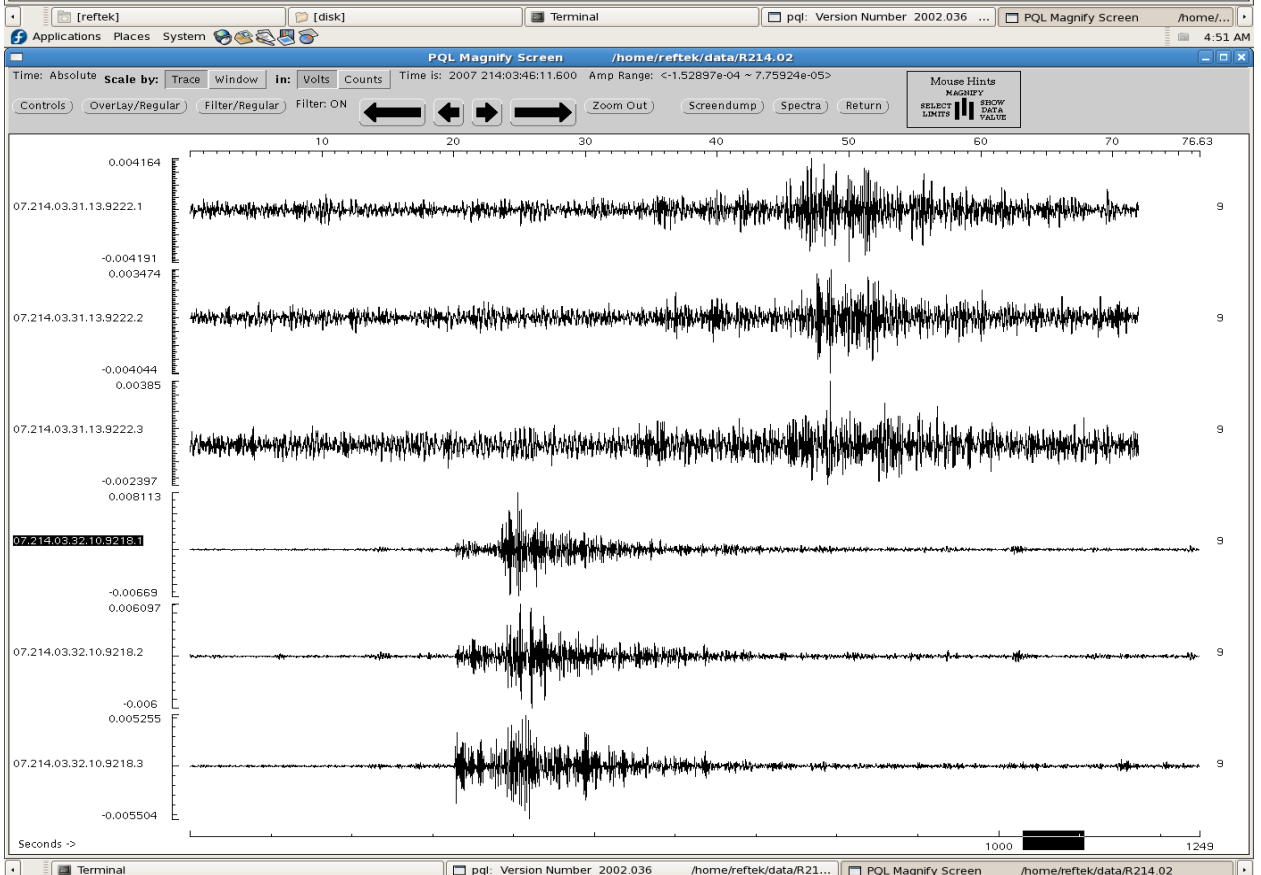 [reftek] [disk] Terminal pql: Version Number 2002.036 ... PQL Magnify Screen /home/...
Applications Places System 4:51 AM
PQL Magnify Screen /home/reftek/data/R214.02
Time: Absolute Scale by: Trace Window in: Volts Counts Time is: 2007 214:03:46:11.600 Amp Range: <-1.52897e-04 ~ 7.75924e-05>
Controls OverLay/Regular Filter/Regular Filter: ON Zoom Out Screendump Spectra Return
Mouse Hints
MAGNIFY
SELECT LIMITS SHOW DATA VALUE
10 20 30 40 50 60 70 76.63
0.004164
07.214.03.31.13.9222.1 9
-0.004191
0.003474
07.214.03.31.13.9222.2 9
-0.004044
0.00385
07.214.03.31.13.9222.3 9
-0.002397
0.008113
07.214.03.32.10.9218.1 9
-0.00669
0.006097
07.214.03.32.10.9218.2 9
-0.006
0.005255
07.214.03.32.10.9218.3 9
-0.005504
Seconds -> 1000 1249
Terminal pql: Version Number 2002.036 /home/reftek/data/R21... PQL Magnify Screen /home/reftek/data/R214.02